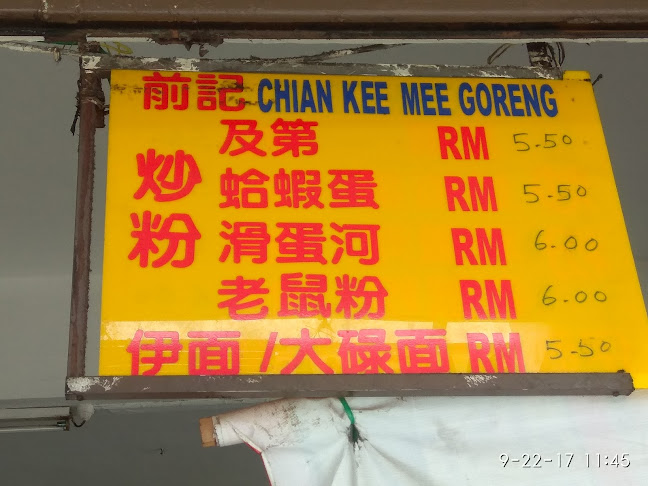 前記 CHIAN KEE MEE GORENG
炒粉
及第 RM 5.50
蛤蝦蛋 RM 5.50
滑蛋河 RM 6.00
老鼠粉 RM 6.00
伊面/大碌面 RM 5.50
9-22-17 11:45